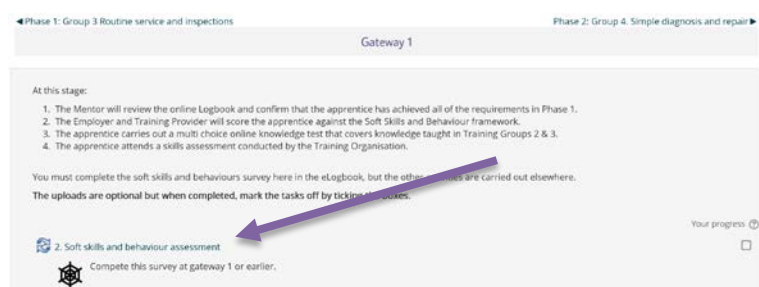 ◀Phase 1: Group 3 Routine service and inspections
Phase 2: Group 4. Simple diagnosis and repair▶
Gateway 1
At this stage:
1. The Mentor will review the online Logbook and confirm that the apprentice has achieved all of the requirements in Phase 1.
2. The Employer and Training Provider will score the apprentice against the Soft Skills and Behaviour framework.
3. The apprentice carries out a multi choice online knowledge test that covers knowledge taught in Training Groups 2 & 3.
4. The apprentice attends a skills assessment conducted by the Training Organisation.
You must complete the soft skills and behaviours survey here in the eLogbook, but the other are carried out elsewhere.
The uploads are optional but when completed, mark the tasks off by ticking boxes.
Your progress
2. Soft skills and behaviour assessment
Compete this survey at gateway 1 or earlier.